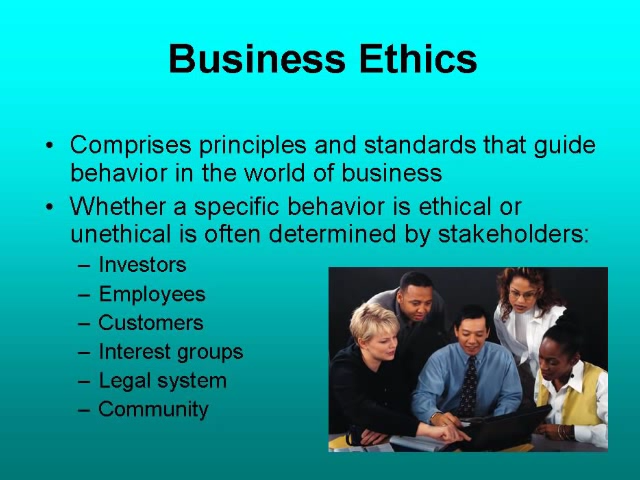 Business Ethics
• Comprises principles and standards that guide
behavior in the world of business
• Whether a specific behavior is ethical or
unethical is often determined by stakeholders:
– Investors
– Employees
– Customers
– Interest groups
– Legal system
– Community